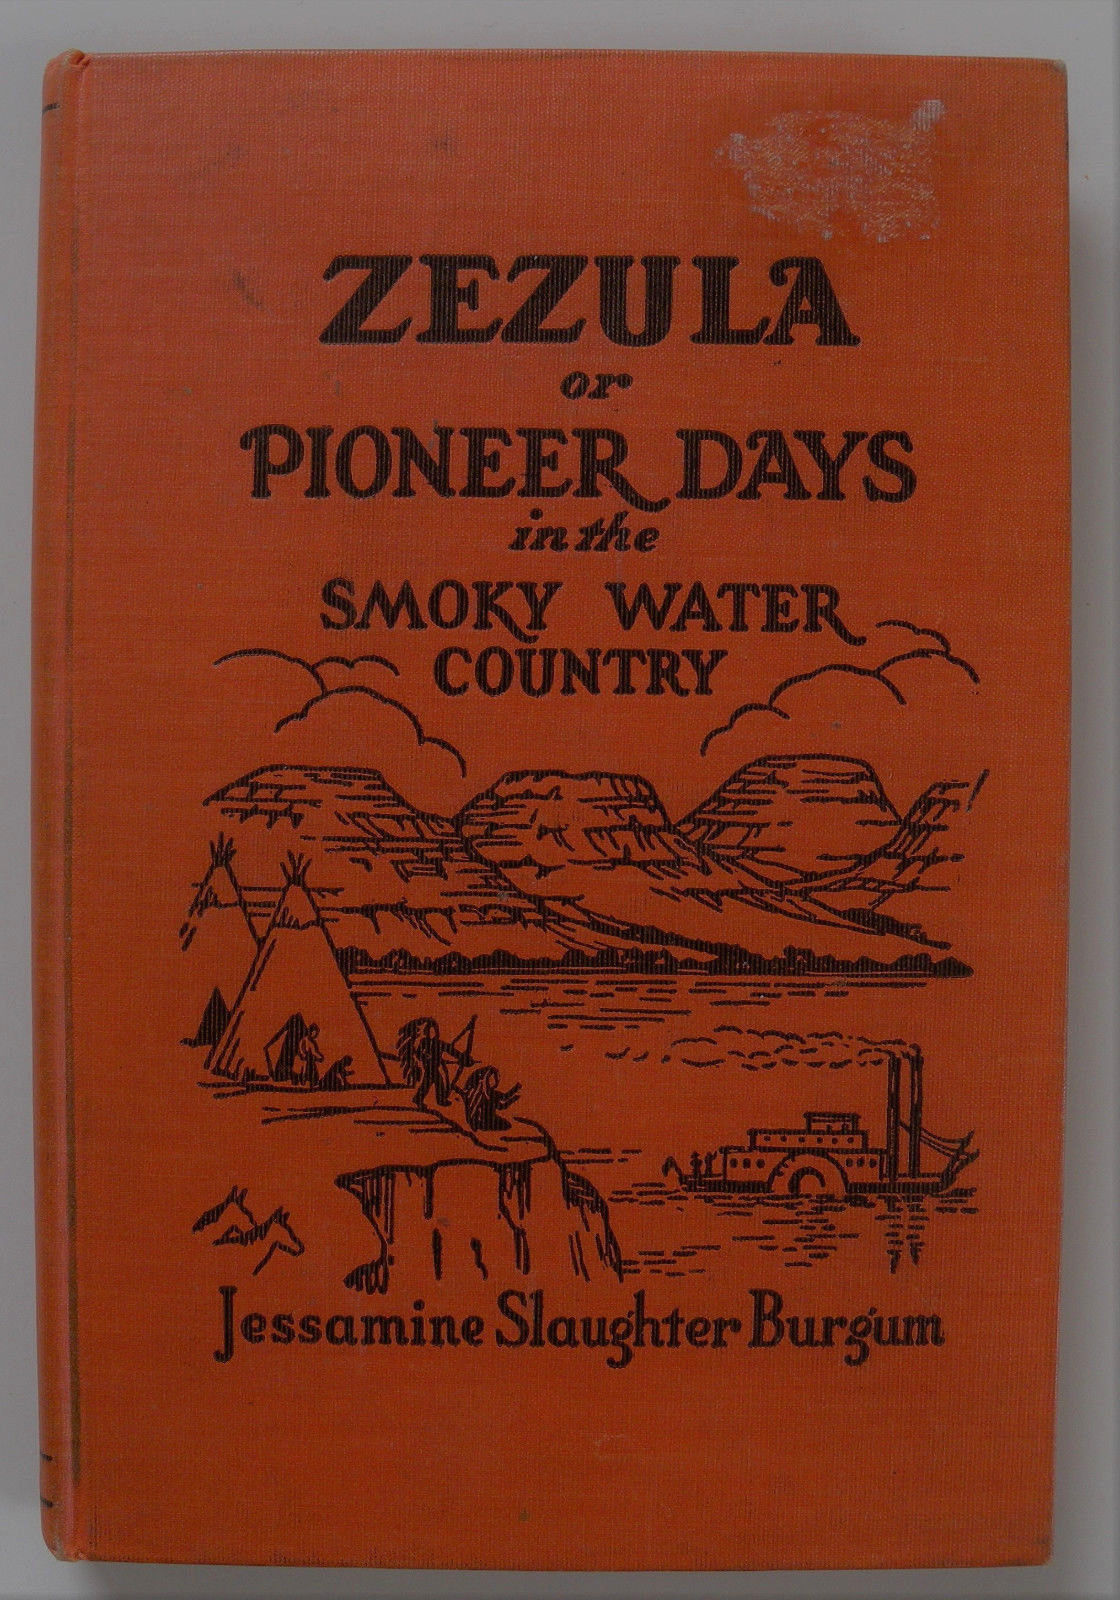 ZEZULA
or
PIONEER DAYS
in the
SMOKY WATER
COUNTRY
Jessamine Slaughter Burgum